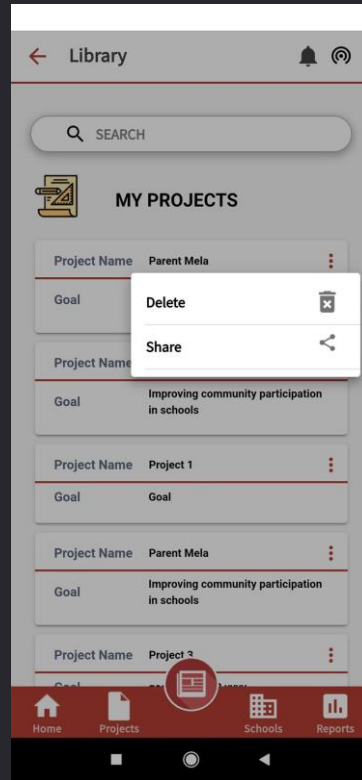 Library
SEARCH
MY PROJECTS
Project Name Parent Mela
Goal
Delete
Share
Project Name
Goal Improving community participation
in schools
Project Name Project 1
Goal Goal
Project Name Parent Mela
Goal Improving community participation
in schools
Project Name Project 3
Goal
Home Projects Schools Reports